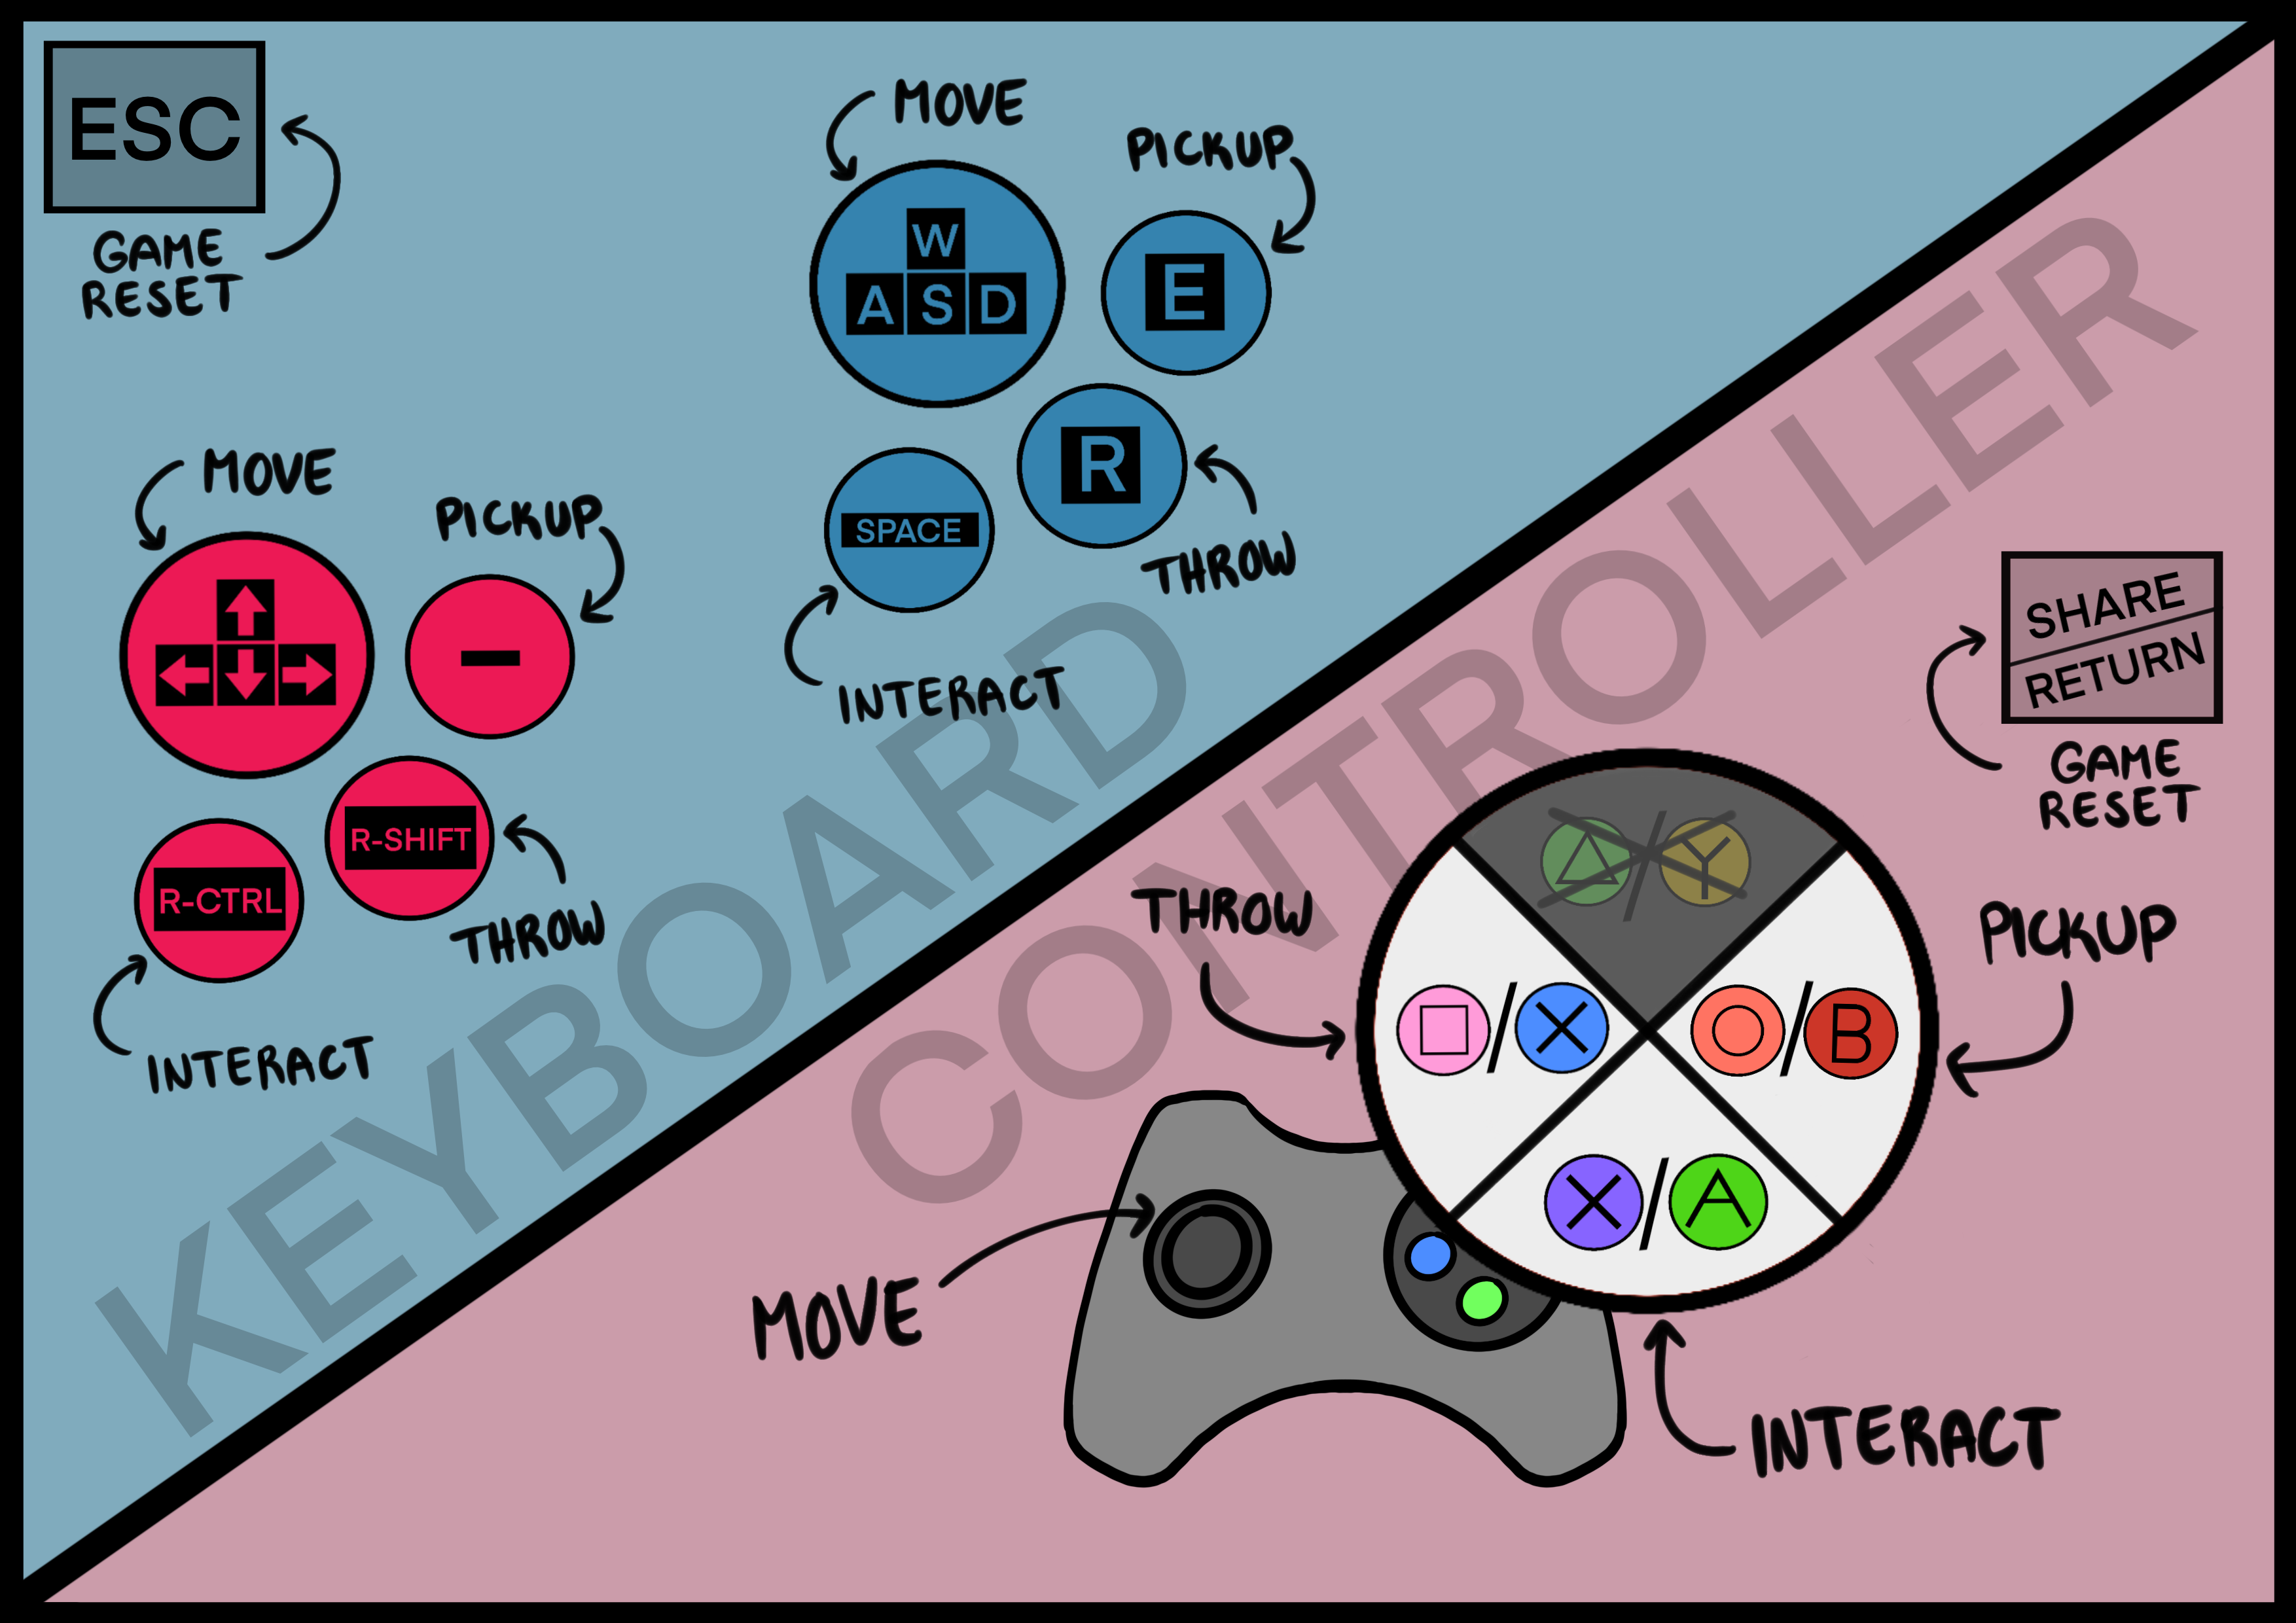 ESC
GAME
RESET
MOVE
W
A S D
PICKUP
E
R
THROW
SPACE
INTERACT
MOVE
PICKUP
-
R-SHIFT
THROW
R-CTRL
INTERACT
KEYBOARD
CONTROLLER
SHARE
RETURN
GAME
RESET
△/Y
THROW
□/X
○/B
PICKUP
X/A
MOVE
INTERACT